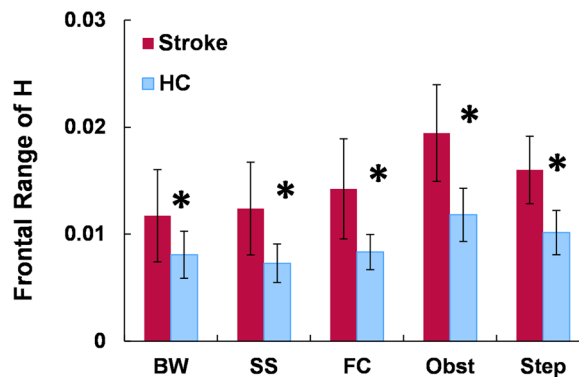 0.03
0.02
0.01
0
Frontal Range of H
Stroke
HC
*
*
*
*
*
BW SS FC Obst Step